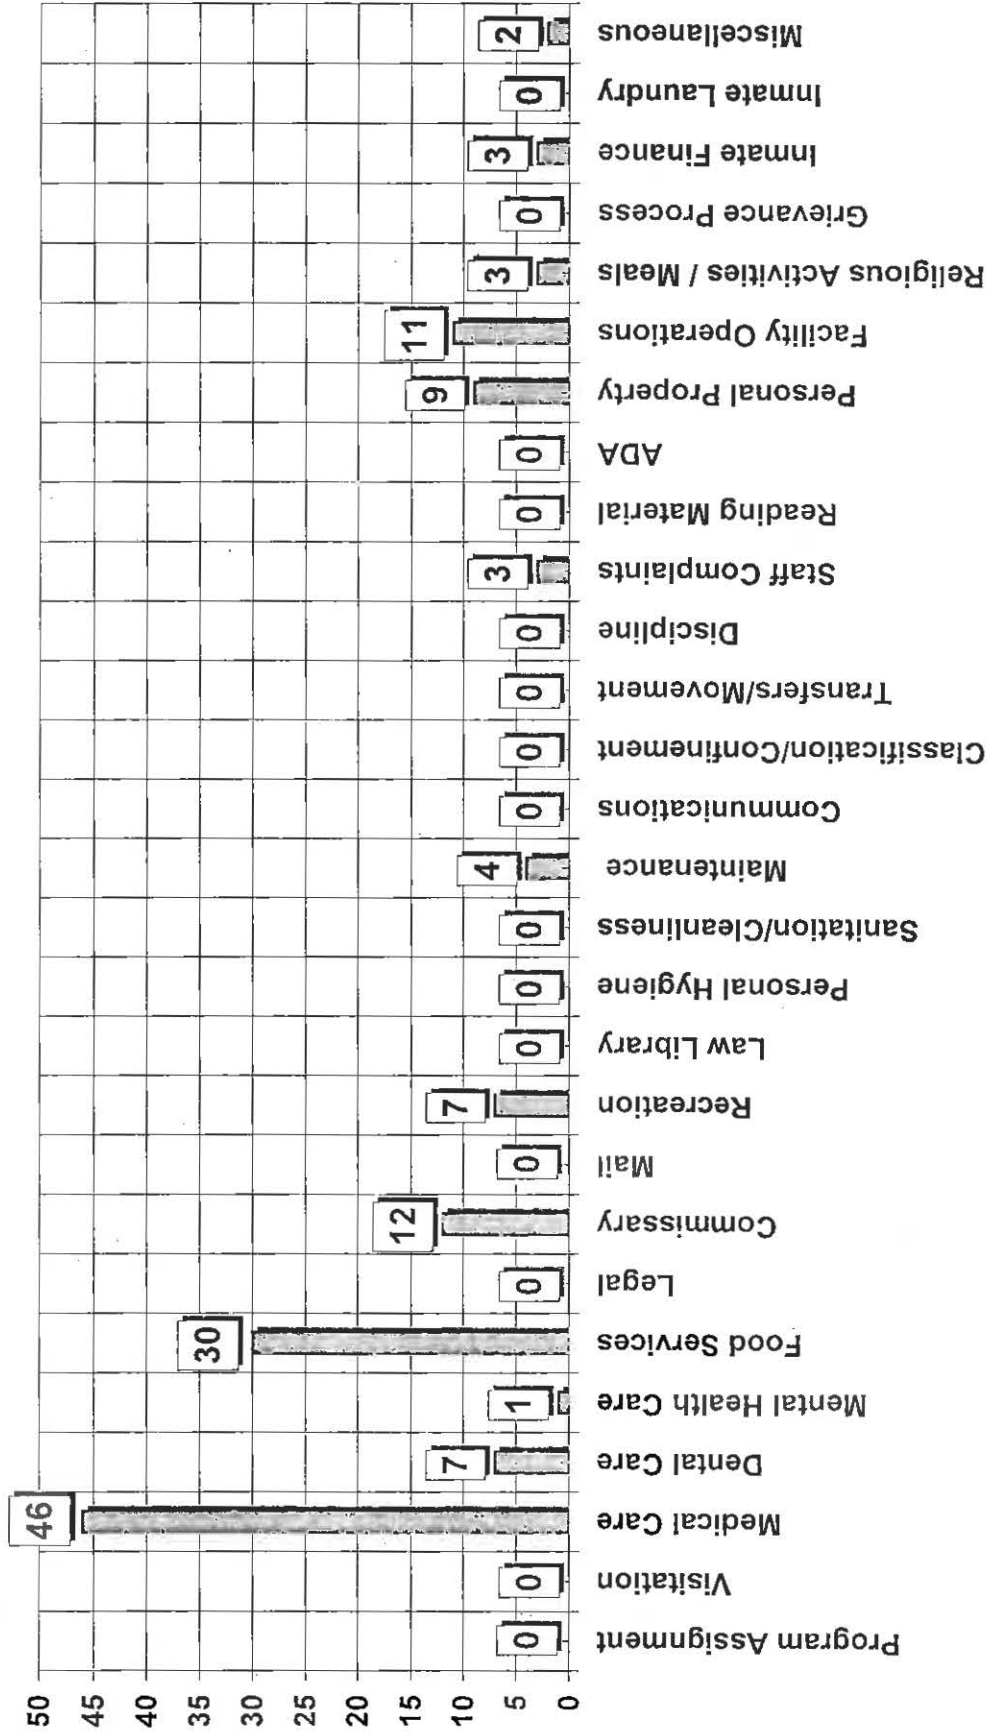 50
45
40
35
30
25
20
15
10
5
0
0
0
46
7
1
30
0
12
0
7
0
0
0
4
0
0
0
0
3
0
0
9
11
3
0
3
0
2
Program Assignment
Visitation
Medical Care
Dental Care
Mental Health Care
Food Services
Legal
Commissary
Mail
Recreation
Law Library
Personal Hygiene
Sanitation/Cleanliness
Maintenance
Communications
Classification/Confinement
Transfers/Movement
Discipline
Staff Complaints
Reading Material
ADA
Personal Property
Facility Operations
Religious Activities / Meals
Grievance Process
Inmate Finance
Inmate Laundry
Miscellaneous